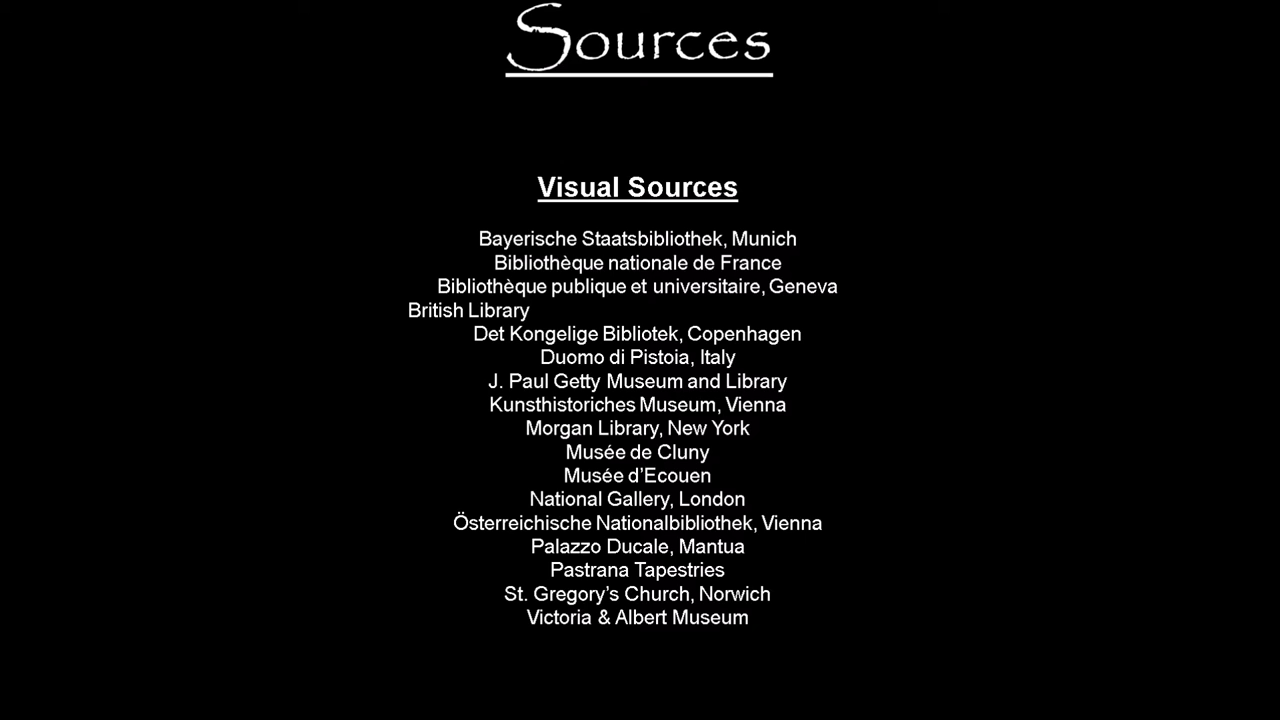 Sources
Visual Sources
Bayerische Staatsbibliothek, Munich
Bibliothèque nationale de France
Bibliothèque publique et universitaire, Geneva
British Library
Det Kongelige Bibliotek, Copenhagen
Duomo di Pistoia, Italy
J. Paul Getty Museum and Library
Kunsthistoriches Museum, Vienna
Morgan Library, New York
Musée de Cluny
Musée d’Ecouen
National Gallery, London
Österreichische Nationalbibliothek, Vienna
Palazzo Ducale, Mantua
Pastrana Tapestries
St. Gregory’s Church, Norwich
Victoria & Albert Museum